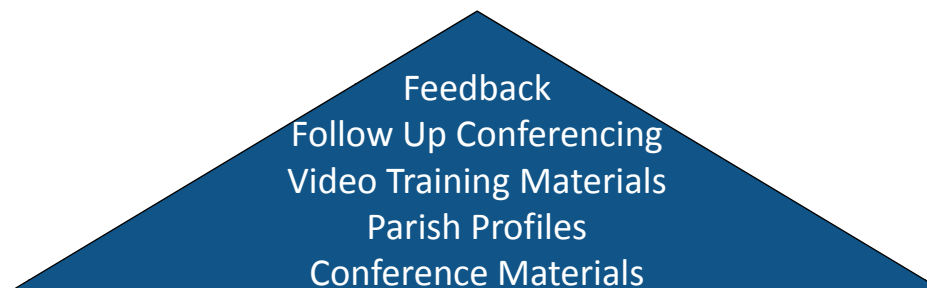 Feedback
Follow Up Conferencing
Video Training Materials
Parish Profiles
Conference Materials